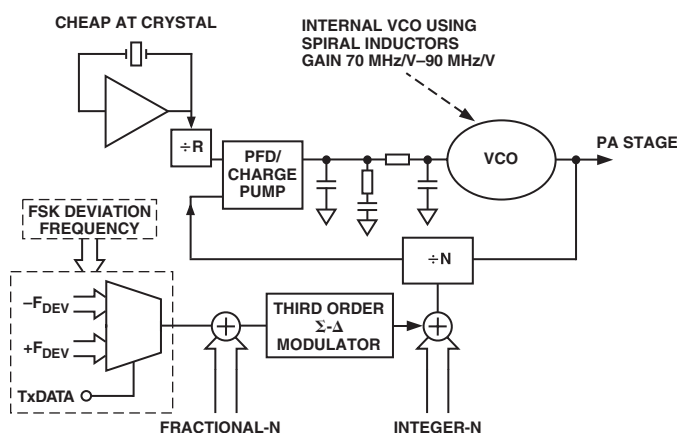 CHEAP AT CRYSTAL
INTERNAL VCO USING
SPIRAL INDUCTORS
GAIN 70 MHz/V–90 MHz/V
÷R
PFD/
CHARGE
PUMP
VCO
PA STAGE
FSK DEVIATION
FREQUENCY
÷N
–FDEV
+FDEV
TxDATA
THIRD ORDER
Σ-Δ
MODULATOR
FRACTIONAL-N
INTEGER-N